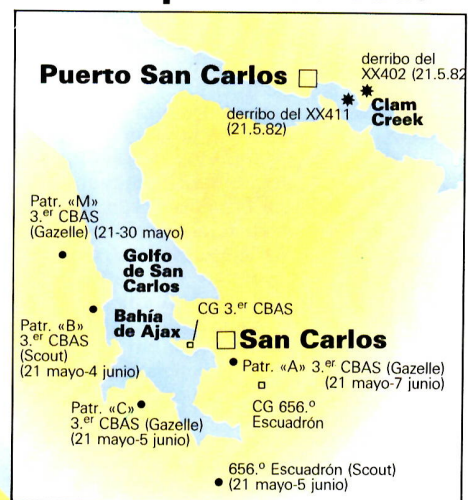 Puerto San Carlos
derribo del
XX402 (21.5.82
derribo del XX411
(21.5.82)
Clam
Creek
Patr. «M»
3.er CBAS
(Gazelle) (21-30 mayo)
Golfo
de San
Carlos
CG 3.er CBAS
Bahía
de Ajax
San Carlos
Patr. «B»
3.er CBAS
(Scout)
(21 mayo-4 junio)
Patr. «A» 3.er CBAS (Gazelle)
(21 mayo-7 junio)
CG 656.º
Escuadrón
Patr. «C»
3.er CBAS (Gazelle)
(21 mayo-5 junio)
656.º Escuadrón (Scout)
(21 mayo-5 junio)